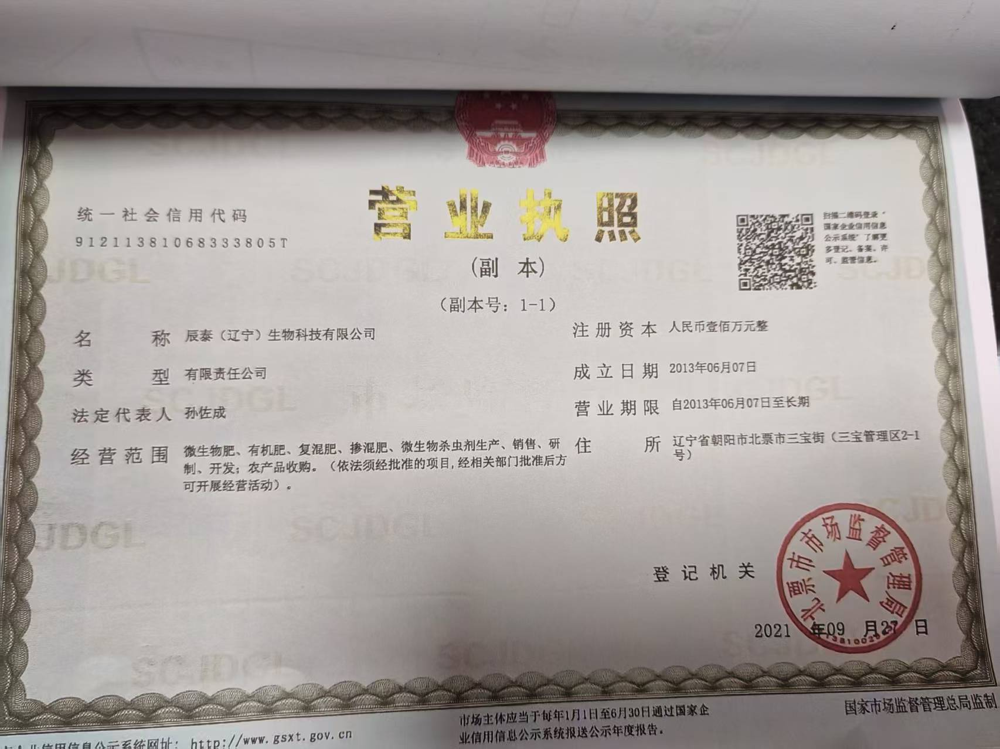 营业执照
(副 本)
(副本号：1-1)
统一社会信用代码
91211381068333805T
扫描二维码登录“
国家企业信用信息
公示系统”了解更
多登记、备案、许
可、监管信息。
名 称 辰泰（辽宁）生物科技有限公司
类 型 有限责任公司
法定代表人 孙佐成
经营范围 微生物肥、有机肥、复混肥、掺混肥、微生物杀虫剂生产、销售、研
制、开发；农产品收购。（依法须经批准的项目,经相关部门批准后方
可开展经营活动）。
注册资本 人民币壹佰万元整
成立日期 2013年06月07日
营业期限 自2013年06月07日至长期
住 所 辽宁省朝阳市北票市三宝街（三宝管理区2-1
号）
登记机关
北票市市场监督管理局
2021 年09 月27 日
企业信用信息公示系统网址：http://www.gsxt.gov.cn
市场主体应当于每年1月1日至6月30日通过国家企
业信用信息公示系统报送公示年度报告。
国家市场监督管理总局监制
SCJDGL